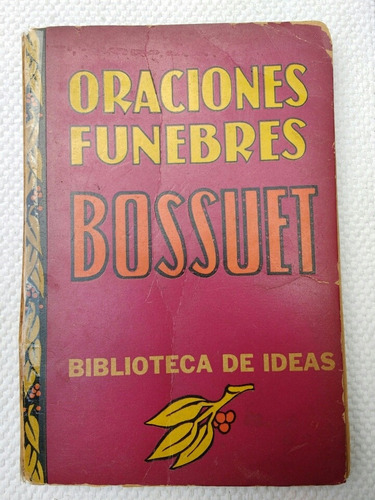 ORACIONES
FUNEBRES
BOSSUET
BIBLIOTECA DE IDEAS